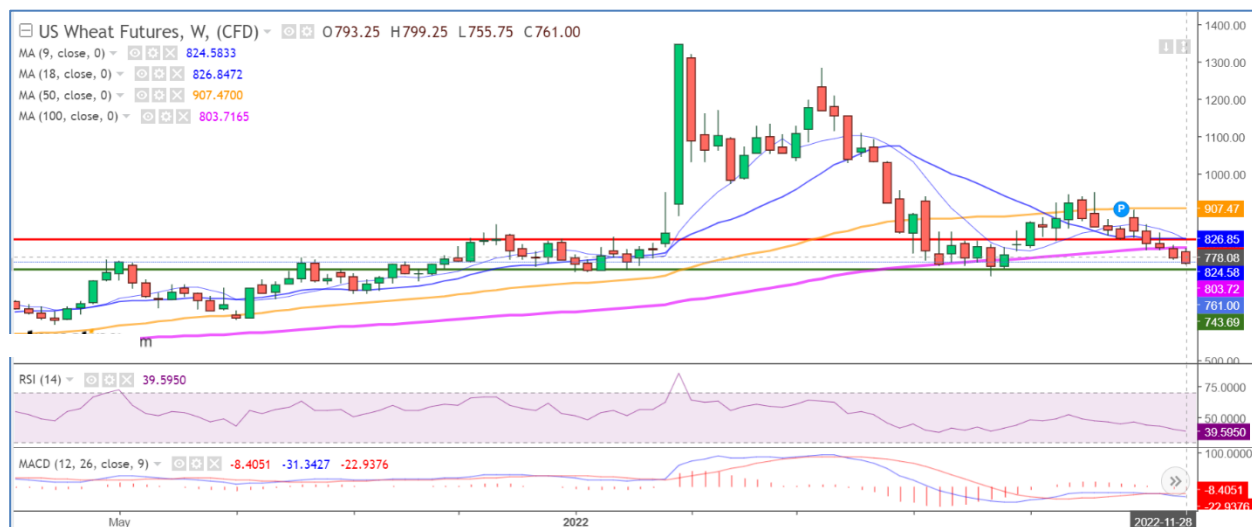 US Wheat Futures, W, (CFD) O793.25 H799.25 L755.75 C761.00
MA (9, close, 0) 824.5833
MA (18, close, 0) 826.8472
MA (50, close, 0) 907.4700
MA (100, close, 0) 803.7165
1400.00
1300.00
1200.00
1100.00
1000.00
P
907.47
826.85
778.08
824.58
803.72
761.00
743.69
m
RSI (14) 39.5950
75.0000
50.0000
39.5950
MACD (12, 26, close, 9) -8.4051 -31.3427 -22.9376
100.0000
-8.4051
-22.9376
May 2022 2022-11-28